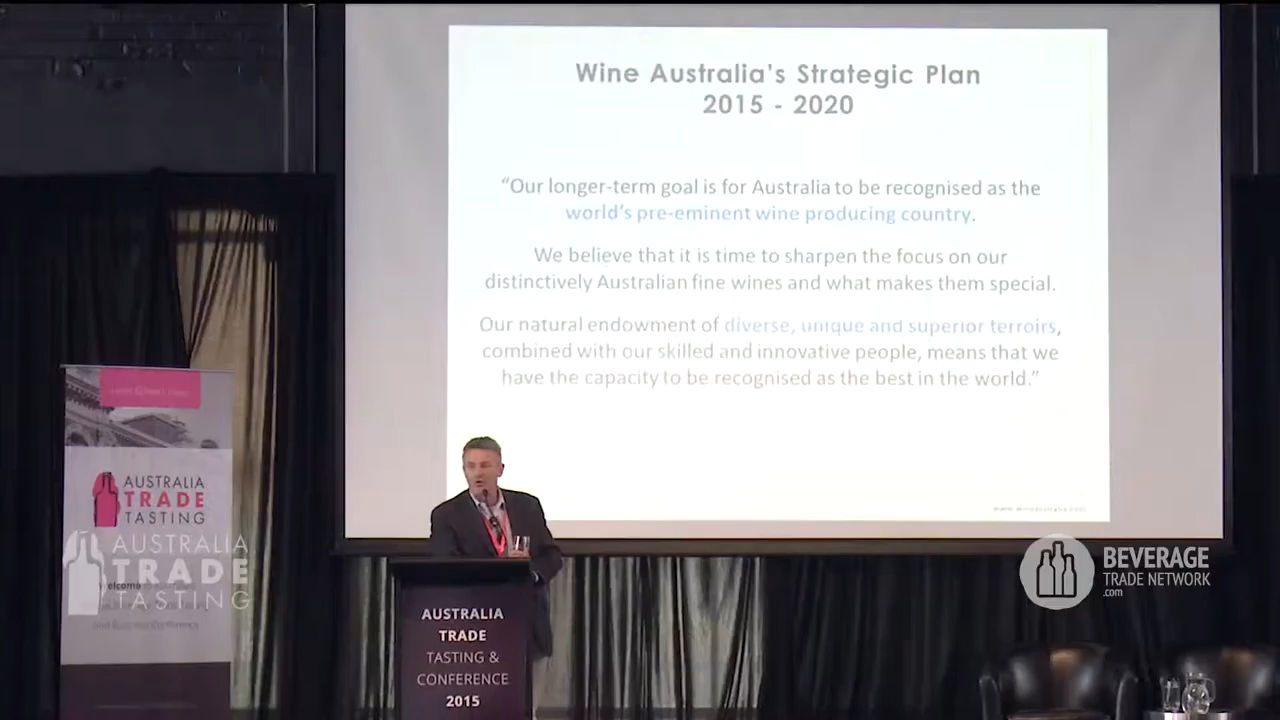 Wine Australia's Strategic Plan
2015 - 2020
“Our longer-term goal is for Australia to be recognised as the
world's pre-eminent wine producing country.
We believe that it is time to sharpen the focus on our
distinctively Australian fine wines and what makes them special.
Our natural endowment of diverse, unique and superior terroirs,
combined with our skilled and innovative people, means that we
have the capacity to be recognised as the best in the world.”
AUSTRALIA
TRADE
TASTING
AUSTRALIA
TRADE
TASTING
Welcome
BEVERAGE
TRADE NETWORK
.com
AUSTRALIA
TRADE
TASTING &
CONFERENCE
2015